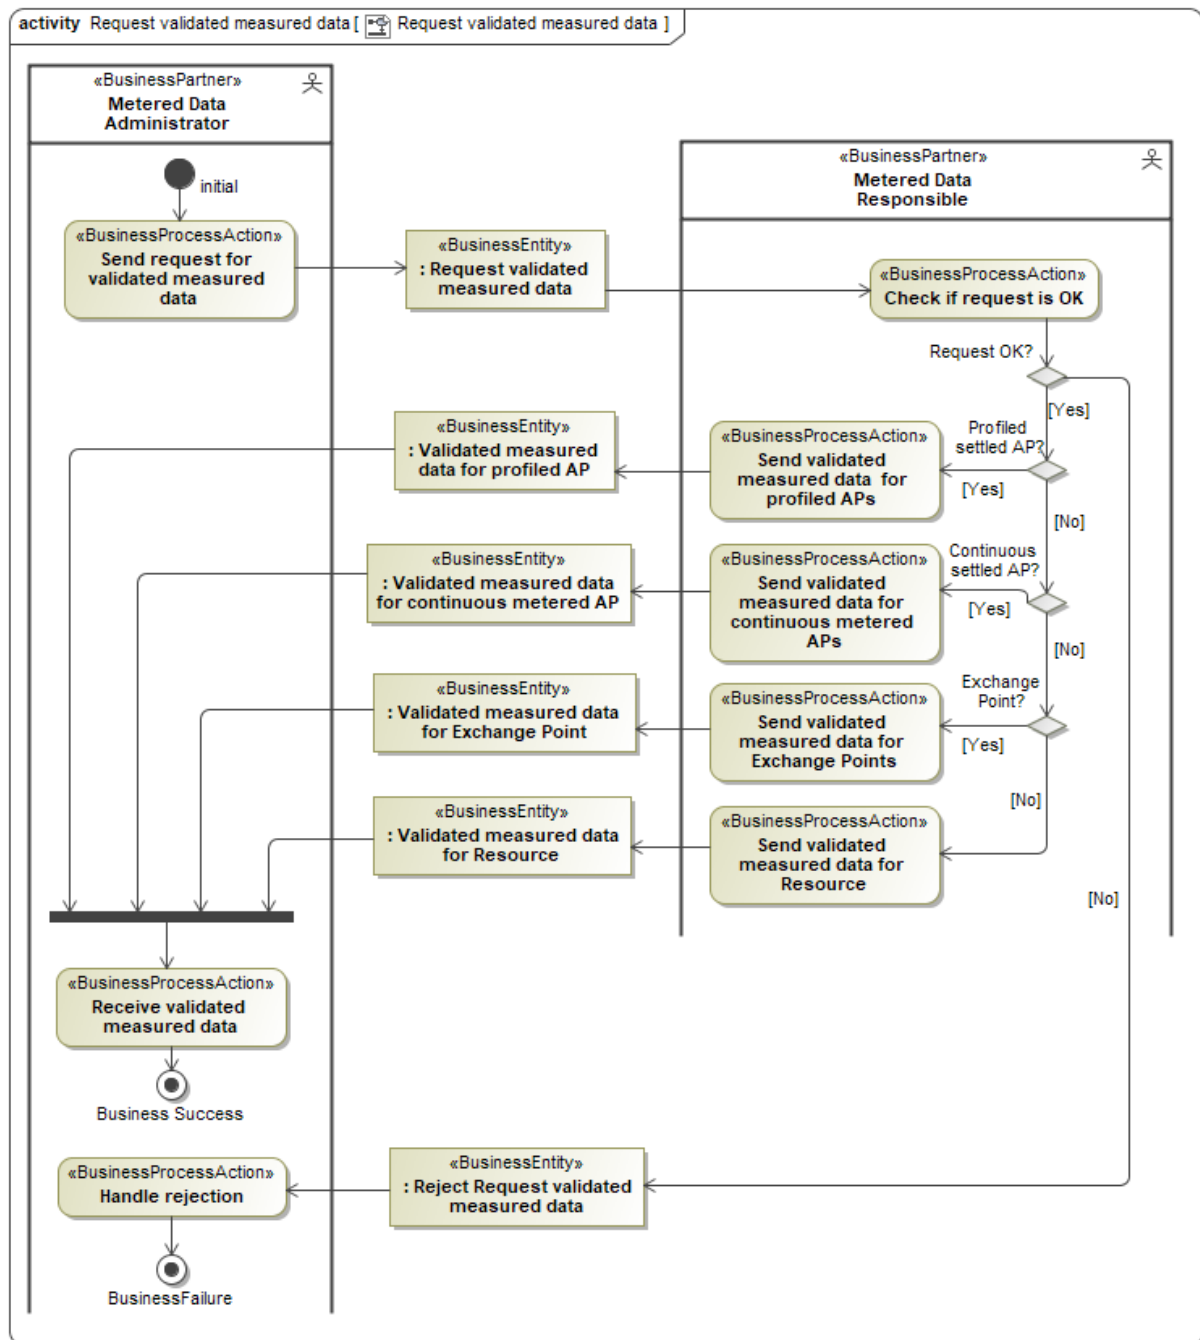 activity Request validated measured data [ Request validated measured data ]
«BusinessPartner»
Metered Data
Administrator
«BusinessPartner»
Metered Data
Responsible
initial
«BusinessProcessAction»
Send request for
validated measured
data
«BusinessEntity»
: Request validated
measured data
«BusinessProcessAction»
Check if request is OK
Request OK?
[Yes]
Profiled
settled AP?
«BusinessEntity»
: Validated measured
data for profiled AP
«BusinessProcessAction»
Send validated
measured data for
profiled APs
[Yes]
[No]
Continuous
settled AP?
«BusinessEntity»
: Validated measured data
for continuous metered AP
«BusinessProcessAction»
Send validated
measured data for
continuous metered
APs
[Yes]
[No]
Exchange
Point?
«BusinessEntity»
: Validated measured data
for Exchange Point
«BusinessProcessAction»
Send validated
measured data for
Exchange Points
[Yes]
[No]
«BusinessEntity»
: Validated measured data
for Resource
«BusinessProcessAction»
Send validated
measured data for
Resource
[No]
«BusinessProcessAction»
Receive validated
measured data
Business Success
«BusinessProcessAction»
Handle rejection
«BusinessEntity»
: Reject Request validated
measured data
BusinessFailure